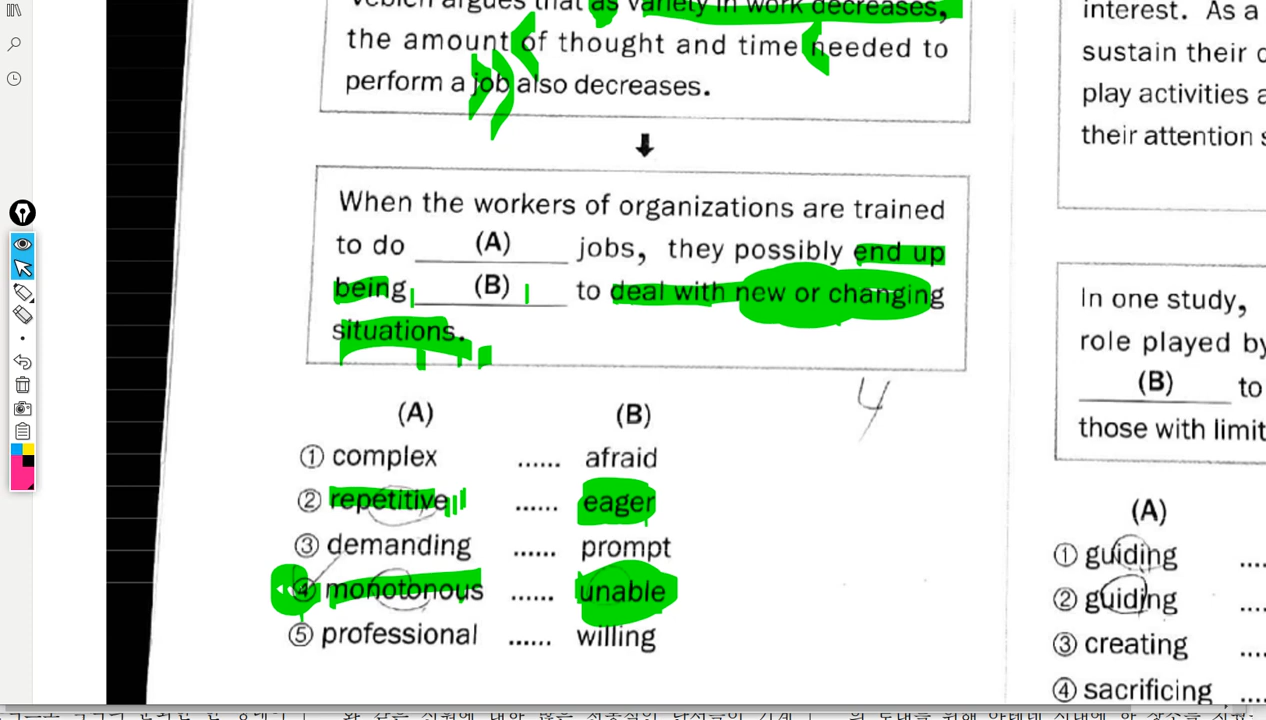 Veblen argues that as variety in work decreases,
the amount of thought and time needed to
perform a job also decreases.
When the workers of organizations are trained
to do (A) jobs, they possibly end up
being (B) to deal with new or changing
situations.
4
(A) (B)
① complex ...... afraid
② repetitive ...... eager
③ demanding ...... prompt
④ monotonous ...... unable
⑤ professional ...... willing
interest. As a
sustain their
play activities
their attention
In one study,
role played by
(B) to
those with limit
(A)
① guiding ....
② guiding ....
③ creating ....
④ sacrificing ....